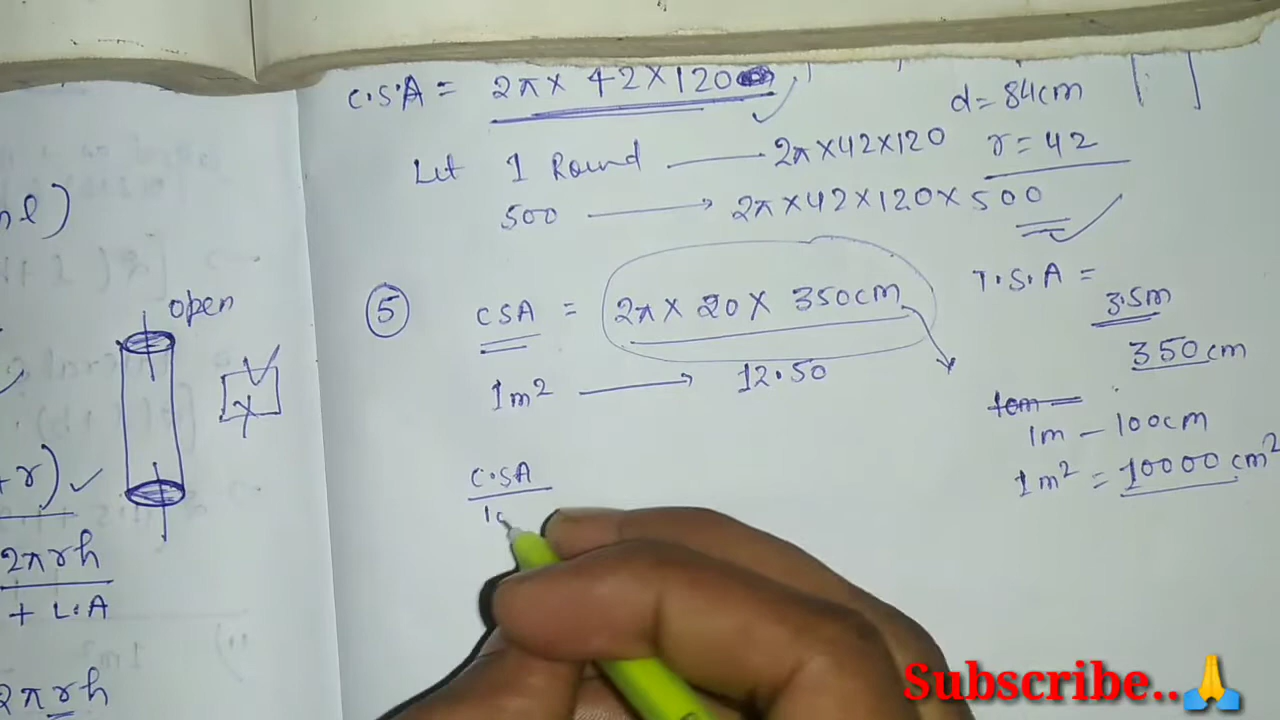 C.S.A = 2π× 42×120
d=84cm
r=42
Let 1 Round — 2π×42×120
500 → 2π×42×120×500
5
CSA = 2π× 20× 350cm
1m² → 12.50
T.S.A =
3.5m
350cm
1m — 100cm
1m² = 10000 cm²
C.S.A
open
+r)
2πrh
+ L.A
2πrh
Subscribe..🙏